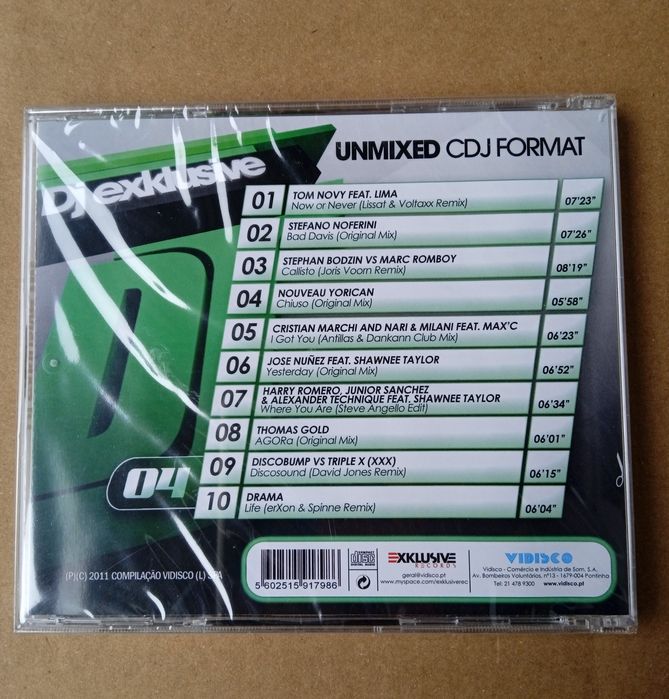 Dj exklusive
UNMIXED CDJ FORMAT
01 TOM NOVY FEAT. LIMA
Now or Never (Lissat & Voltaxx Remix) 07'23"
02 STEFANO NOFERINI
Bad Davis (Original Mix) 07'26"
03 STEPHAN BODZIN VS MARC ROMBOY
Callisto (Joris Voorn Remix) 08'19"
04 NOUVEAU YORICAN
Chiuso (Original Mix) 05'58"
05 CRISTIAN MARCHI AND NARI & MILANI FEAT. MAX'C
I Got You (Antillas & Dankann Club Mix) 06'23"
06 JOSE NUÑEZ FEAT. SHAWNEE TAYLOR
Yesterday (Original Mix) 06'52"
07 HARRY ROMERO, JUNIOR SANCHEZ
& ALEXANDER TECHNIQUE FEAT. SHAWNEE TAYLOR
Where You Are (Steve Angello Edit) 06'34"
08 THOMAS GOLD
AGORa (Original Mix) 06'01"
09 DISCOBUMP VS TRIPLE X (XXX)
Discosound (David Jones Remix) 06'15"
10 DRAMA
Life (erXon & Spinne Remix) 06'04"
04
(P)(C) 2011 COMPILAÇÃO VIDISCO (L) SPA
5 602515 917986
COMPACT
disc
DIGITAL AUDIO
EXKLUSIVE
RECORDS
geral@vidisco.pt
www.myspace.com/exklusiverec
VIDISCO
Vidisco - Comércio e Indústria de Som, S.A.
Av. Bombeiros Voluntários, nº13 - 1679-004 Pontinha
Tel: 21 478 9300 www.vidisco.pt